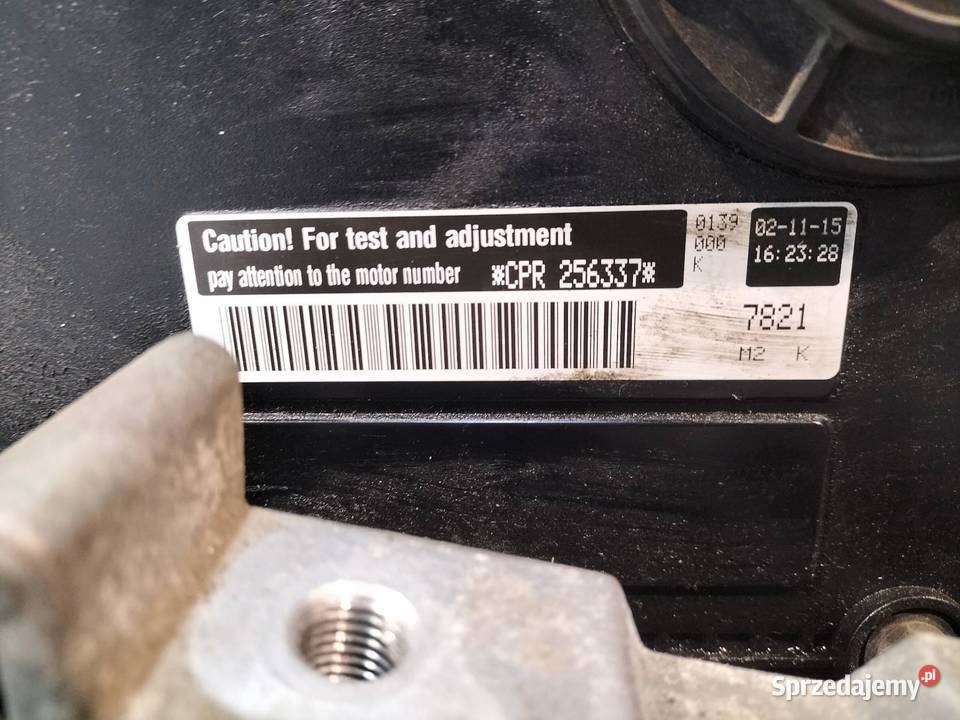 Caution! For test and adjustment
pay attention to the motor number *CPR 256337*
0139
000
K
02-11-15
16:23:28
7821
M2 K
Sprzedajemy.pl